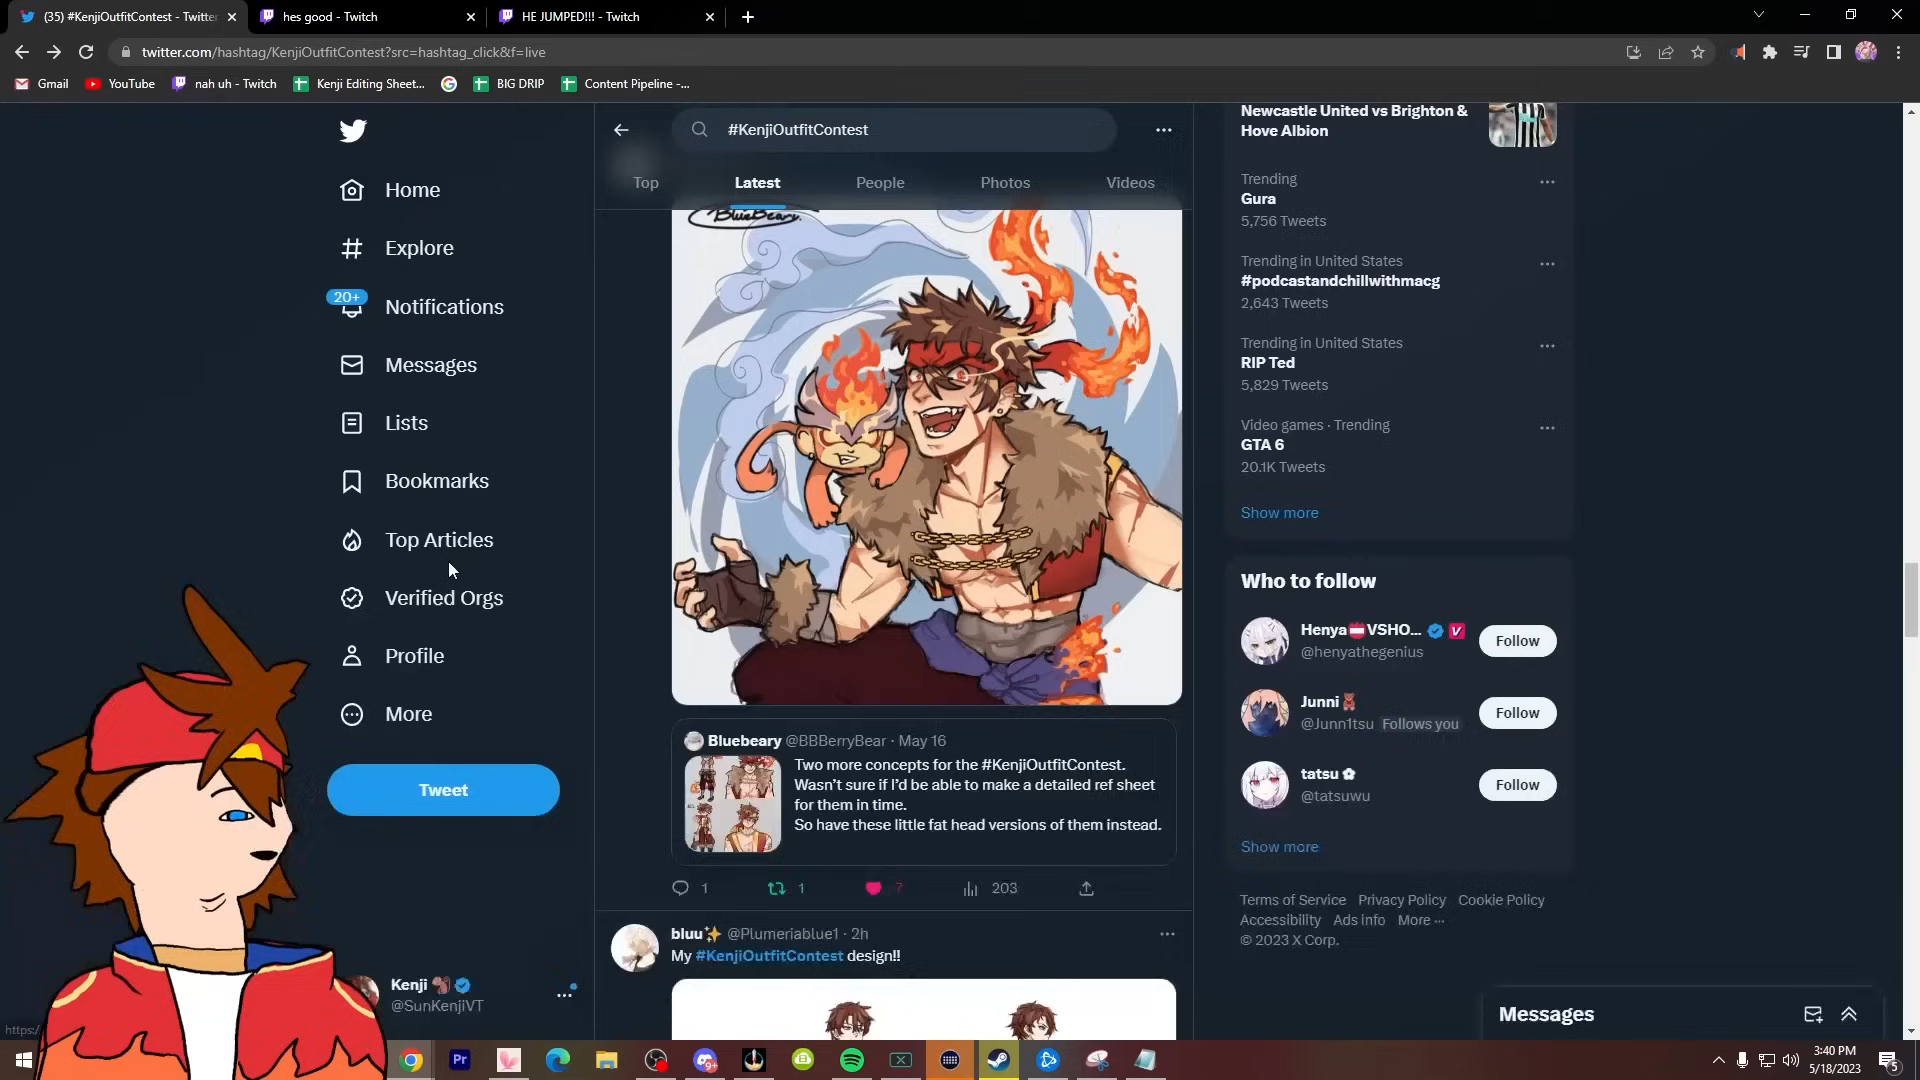 (35) #KenjiOutfitContest - Twitter
hes good - Twitch
HE JUMPED!!! - Twitch
twitter.com/hashtag/KenjiOutfitContest?src=hashtag_click&f=live
Gmail
YouTube
nah uh - Twitch
Kenji Editing Sheet...
BIG DRIP
Content Pipeline -...
Home
Explore
20+
Notifications
Messages
Lists
Bookmarks
Top Articles
Verified Orgs
Profile
More
Tweet
Kenji
@SunKenjiVT
https:/
#KenjiOutfitContest
Top
Latest
People
Photos
Videos
BlueBeary.
Bluebeary @BBBerryBear · May 16
Two more concepts for the #KenjiOutfitContest.
Wasn't sure if I'd be able to make a detailed ref sheet
for them in time.
So have these little fat head versions of them instead.
1
1
7
203
bluu @Plumeriablue1 · 2h
My #KenjiOutfitContest design!!
Newcastle United vs Brighton &
Hove Albion
Trending
Gura
5,756 Tweets
Trending in United States
#podcastandchillwithmacg
2,643 Tweets
Trending in United States
RIP Ted
5,829 Tweets
Video games · Trending
GTA 6
20.1K Tweets
Show more
Who to follow
Henya VSHO...
@henyathegenius
Follow
Junni
@Junn1tsu Follows you
Follow
tatsu
@tatsuwu
Follow
Show more
Terms of Service Privacy Policy Cookie Policy
Accessibility Ads info More ...
© 2023 X Corp.
Messages
Pr
9+
3:40 PM
5/18/2023
5